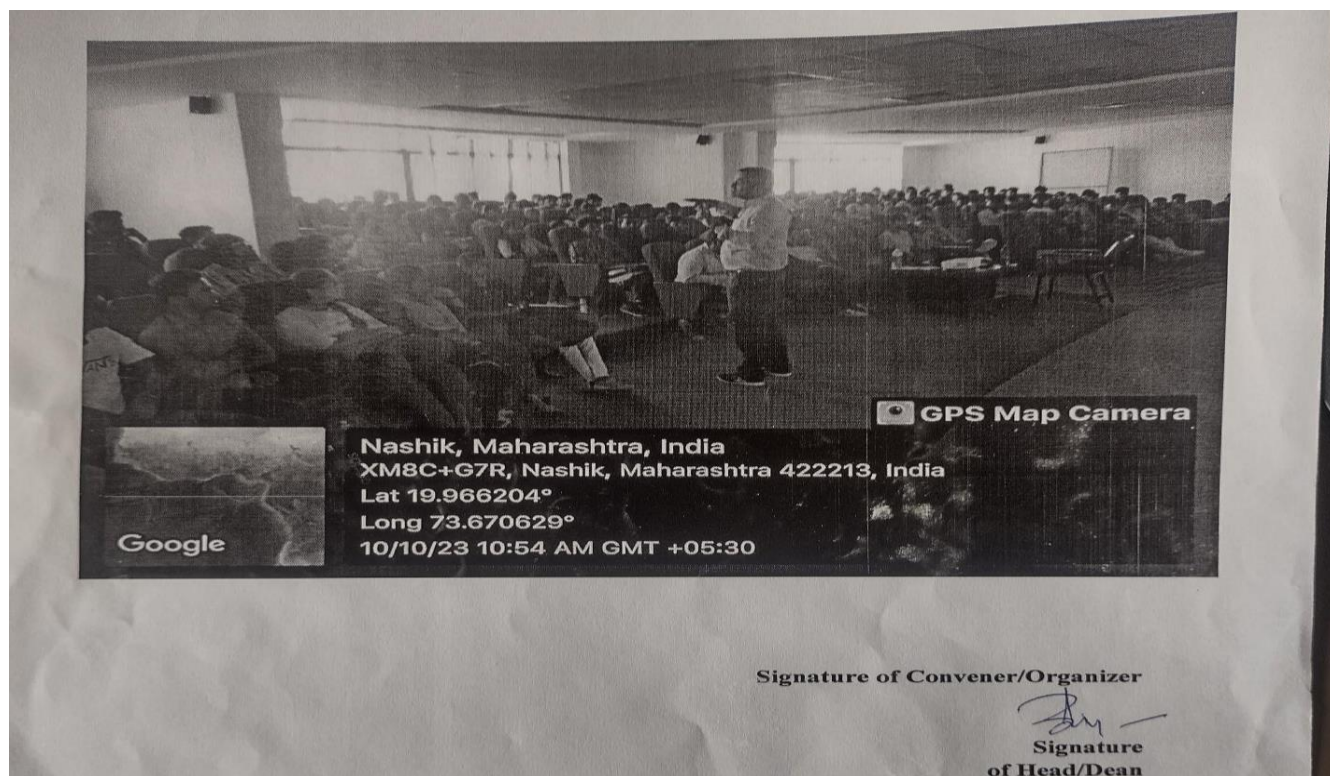 GPS Map Camera
Nashik, Maharashtra, India
XM8C+G7R, Nashik, Maharashtra 422213, India
Lat 19.966204°
Long 73.670629°
10/10/23 10:54 AM GMT +05:30
Google
Signature of Convener/Organizer
Signature
of Head/Dean